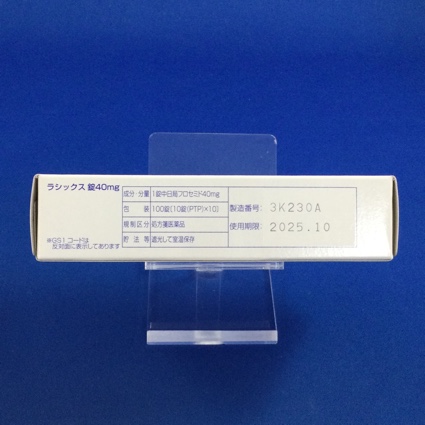 ラシックス 錠40mg
成分・分量 1錠中日局フロセミド40mg
包 装 100錠(10錠(PTP)×10)
規制区分 処方箋医薬品
貯 法 等 遮光して室温保存
製造番号: 3K230A
使用期限: 2025.10
※GS1コードは
反対面に表示してあります